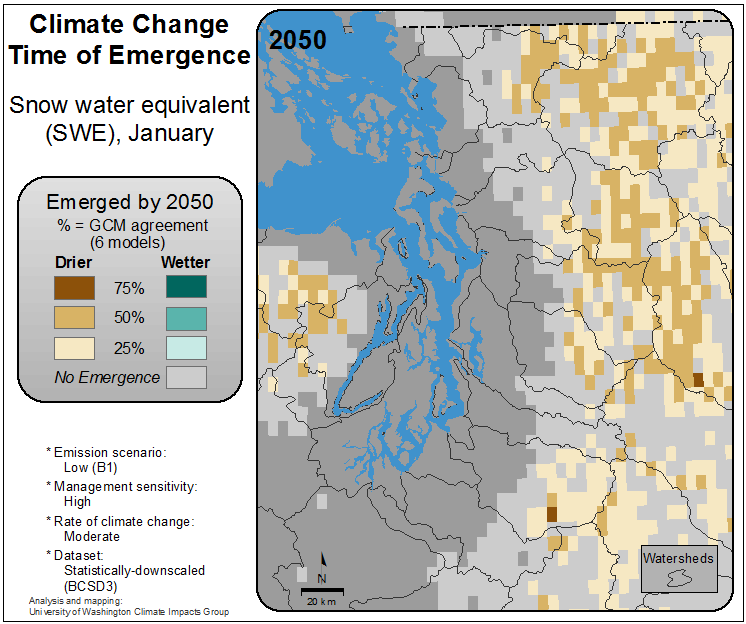 Climate Change
Time of Emergence
Snow water equivalent
(SWE), January
Emerged by 2050
% = GCM agreement
(6 models)
Drier Wetter
75%
50%
25%
No Emergence
* Emission scenario:
Low (B1)
* Management sensitivity:
High
* Rate of climate change:
Moderate
* Dataset:
Statistically-downscaled
(BCSD3)
Analysis and mapping:
University of Washington Climate Impacts Group
2050
N
20 km
Watersheds